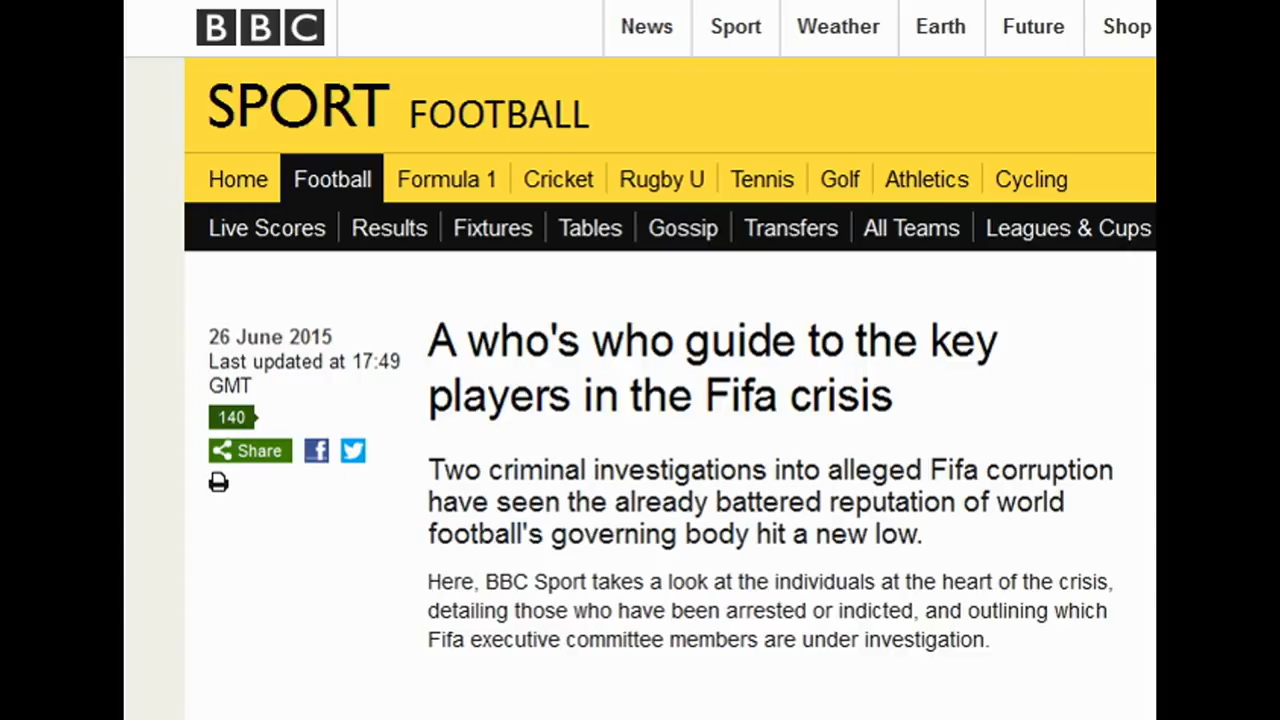 BBC
News Sport Weather Earth Future Shop
SPORT FOOTBALL
Home Football Formula 1 Cricket Rugby U Tennis Golf Athletics Cycling
Live Scores Results Fixtures Tables Gossip Transfers All Teams Leagues & Cups
26 June 2015
Last updated at 17:49
GMT
140
Share
A who's who guide to the key
players in the Fifa crisis
Two criminal investigations into alleged Fifa corruption
have seen the already battered reputation of world
football's governing body hit a new low.
Here, BBC Sport takes a look at the individuals at the heart of the crisis,
detailing those who have been arrested or indicted, and outlining which
Fifa executive committee members are under investigation.